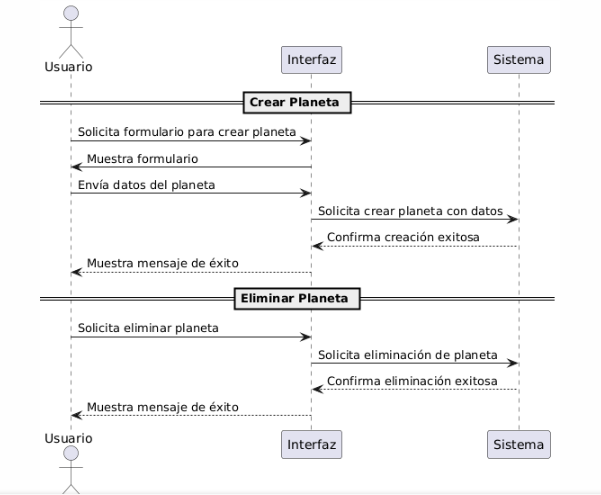 Usuario
Interfaz
Sistema
Crear Planeta
Solicita formulario para crear planeta
Muestra formulario
Envía datos del planeta
Solicita crear planeta con datos
Confirma creación exitosa
Muestra mensaje de éxito
Eliminar Planeta
Solicita eliminar planeta
Solicita eliminación de planeta
Confirma eliminación exitosa
Muestra mensaje de éxito
Usuario
Interfaz
Sistema